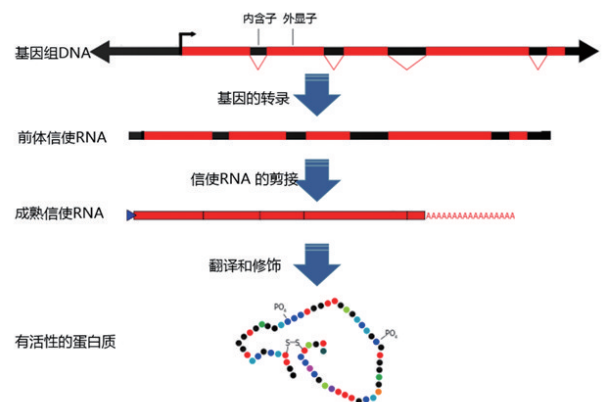 内含子 外显子
基因组DNA
基因的转录
前体信使RNA
信使RNA 的剪接
成熟信使RNA
AAAAAAAAAAAAAAAAA
翻译和修饰
PO₄
S-S
PO₄
有活性的蛋白质